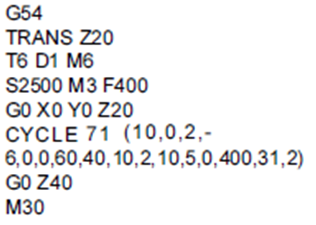 G54
TRANS Z20
T6 D1 M6
S2500 M3 F400
G0 X0 Y0 Z20
CYCLE 71 (10,0,2,-
6,0,0,60,40,10,2,10,5,0,400,31,2)
G0 Z40
M30